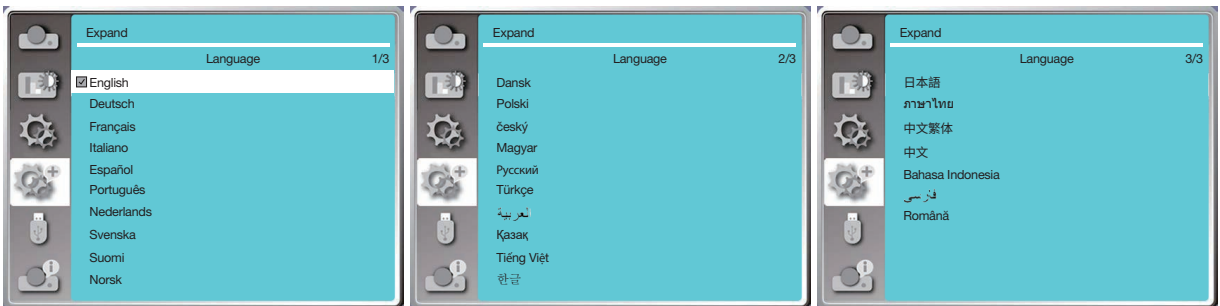 Expand
Language 1/3
English
Deutsch
Français
Italiano
Español
Português
Nederlands
Svenska
Suomi
Norsk
Expand
Language 2/3
Dansk
Polski
český
Magyar
Русский
Türkçe
العربية
Қазақ
Tiếng Việt
한글
Expand
Language 3/3
日本語
ภาษาไทย
中文繁体
中文
Bahasa Indonesia
فارسی
Română